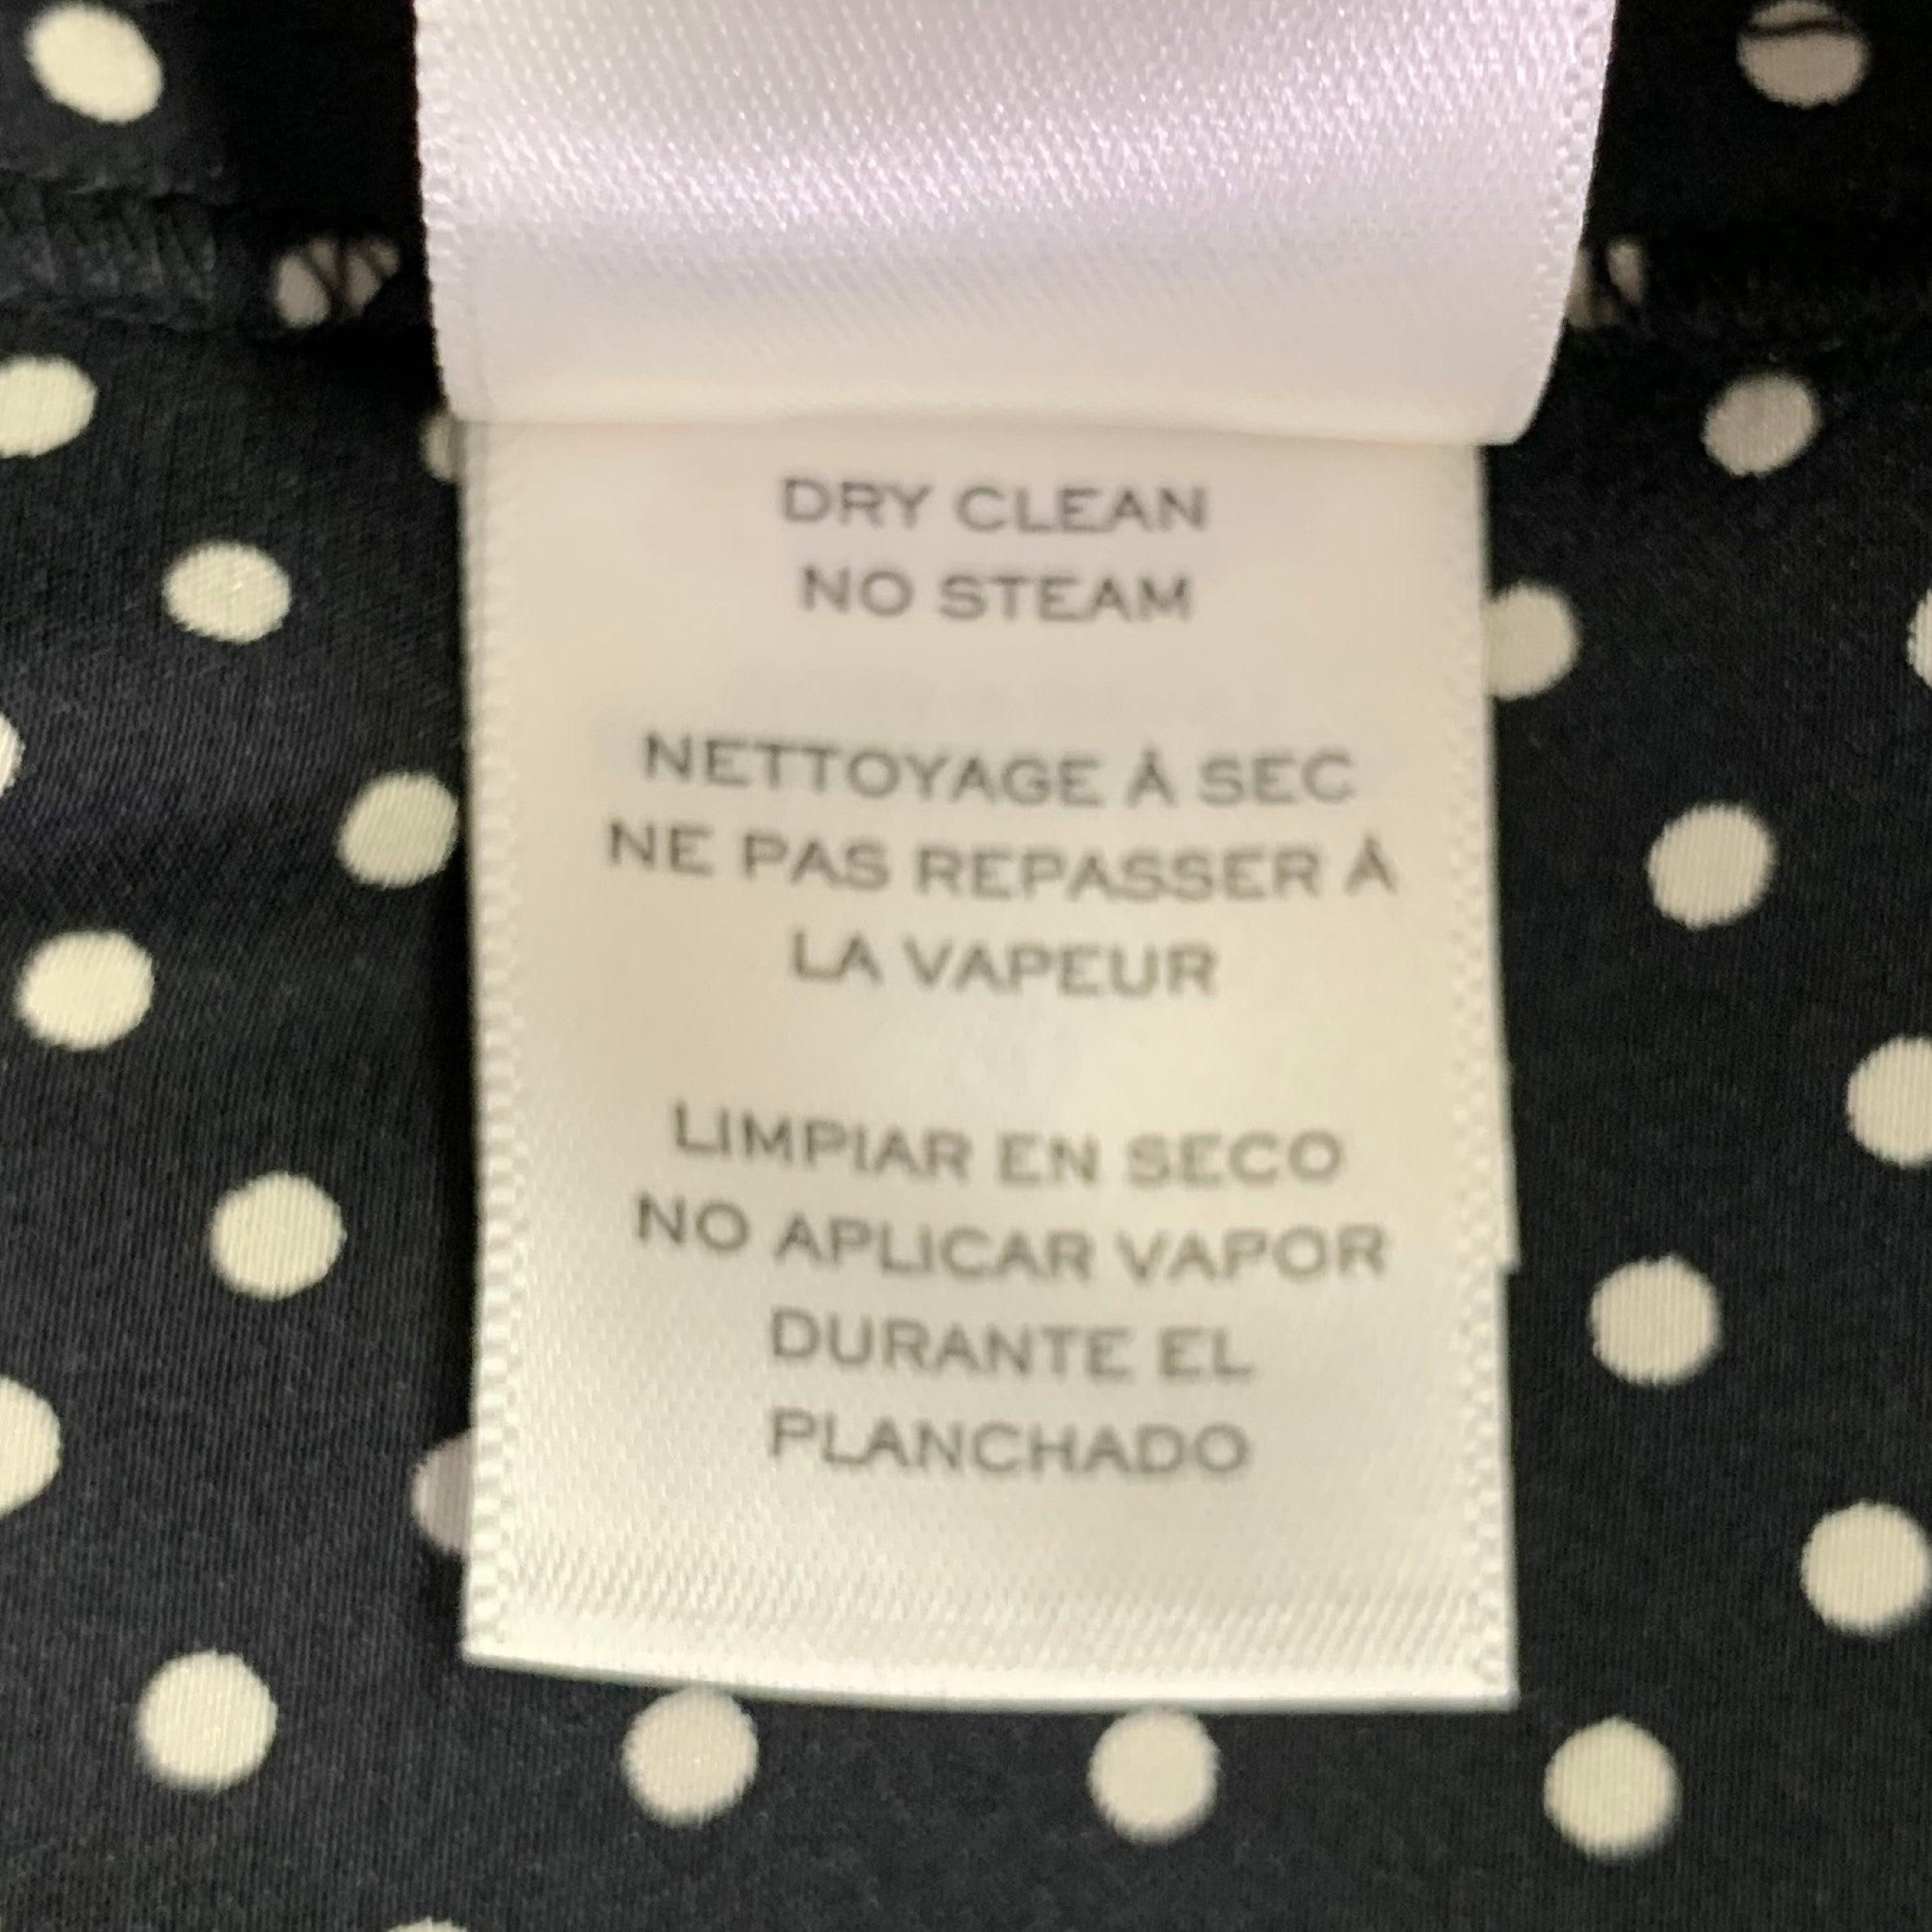 DRY CLEAN
NO STEAM
NETTOYAGE À SEC
NE PAS REPASSER À
LA VAPEUR
LIMPIAR EN SECO
NO APLICAR VAPOR
DURANTE EL
PLANCHADO